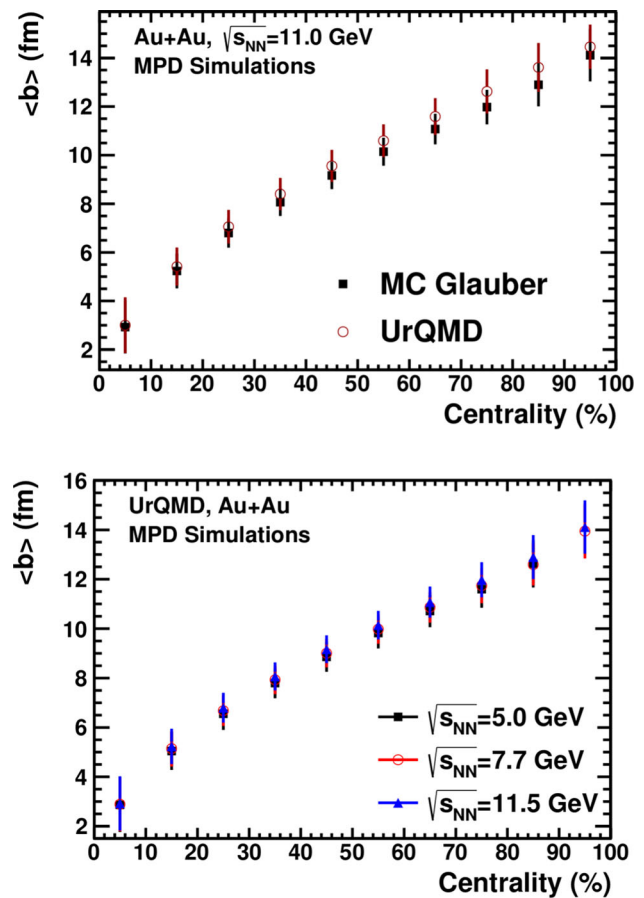 <b> (fm)
Au+Au, √sNN=11.0 GeV
MPD Simulations
14
12
10
8
6
4
2
MC Glauber
UrQMD
0 10 20 30 40 50 60 70 80 90 100
Centrality (%)
<b> (fm)
UrQMD, Au+Au
MPD Simulations
16
14
12
10
8
6
4
2
√sNN=5.0 GeV
√sNN=7.7 GeV
√sNN=11.5 GeV
0 10 20 30 40 50 60 70 80 90 100
Centrality (%)